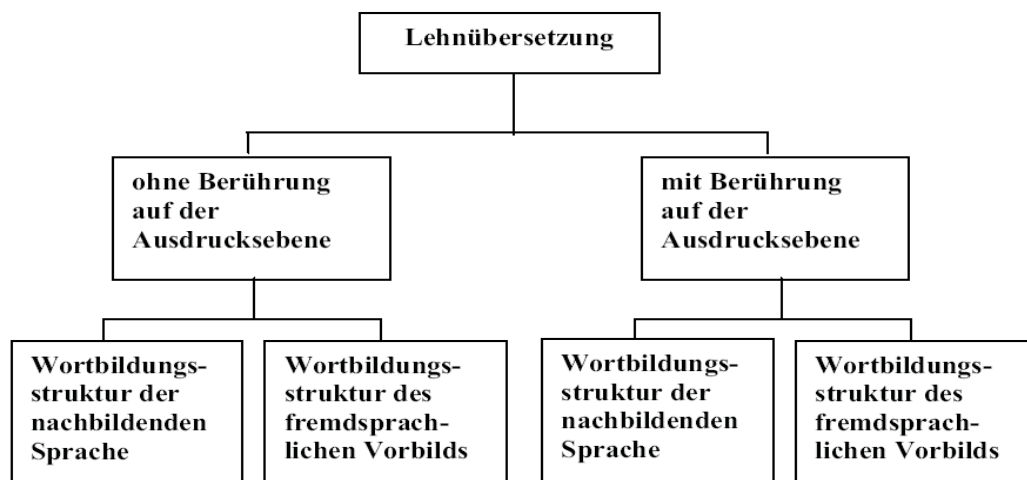 Lehnübersetzung
ohne Berührung
auf der
Ausdrucksebene
mit Berührung
auf der
Ausdrucksebene
Wortbildungs-
struktur der
nachbildenden
Sprache
Wortbildungs-
struktur des
fremdsprach-
lichen Vorbilds
Wortbildungs-
struktur der
nachbildenden
Sprache
Wortbildungs-
struktur des
fremdsprach-
lichen Vorbilds